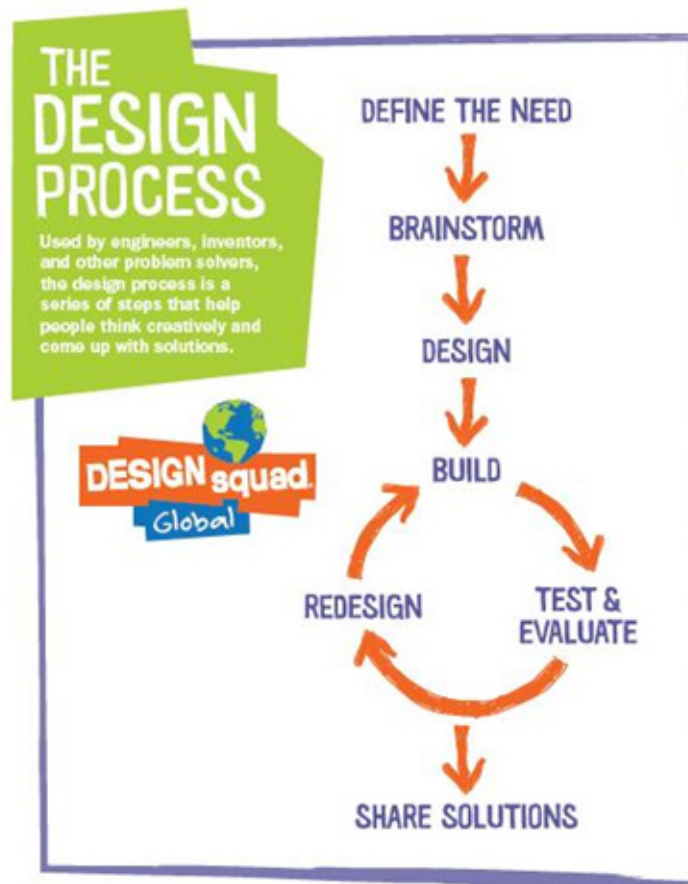 THE
DESIGN
PROCESS
Used by engineers, inventors,
and other problem solvers,
the design process is a
series of steps that help
people think creatively and
come up with solutions.
DEFINE THE NEED
BRAINSTORM
DESIGN
DESIGN squad.
Global
BUILD
REDESIGN
TEST &
EVALUATE
SHARE SOLUTIONS